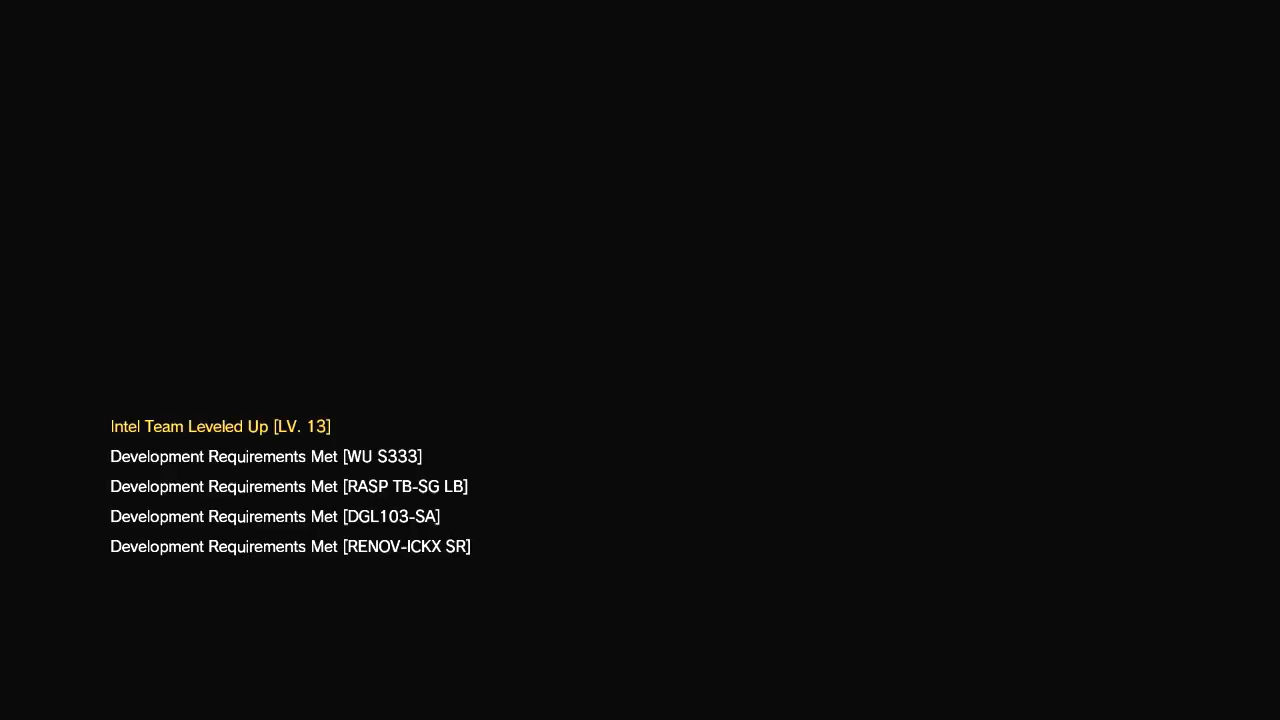 Intel Team Leveled Up [LV. 13]
Development Requirements Met [WU S333]
Development Requirements Met [RASP TB-SG LB]
Development Requirements Met [DGL103-SA]
Development Requirements Met [RENOV-ICKX SR]